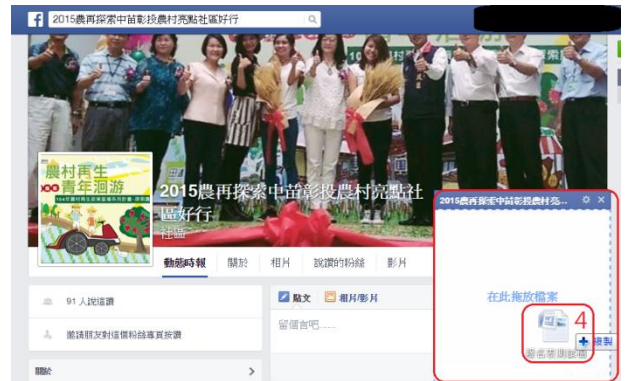 2015農再探索中苗彰投農村亮點社區好行
農村再生
青年洄游
2015農再探索中苗彰投農村亮點社
區好行
社區
動態時報 關於 相片 說讚的粉絲 影片
91 人說這讚
邀請朋友對這個粉絲專頁按讚
關於
貼文 相片/影片
留個言吧......
2015農再探索中苗彰投農村亮...
在此拖放檔案
4
複製